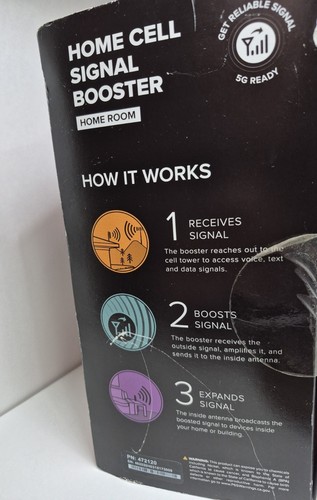 HOME CELL
SIGNAL
BOOSTER
HOME ROOM
GET RELIABLE SIGNAL
5G READY
HOW IT WORKS
1 RECEIVES
SIGNAL
The booster reaches out to the
cell tower to access voice, text
and data signals.
2 BOOSTS
SIGNAL
The booster receives the
outside signal, amplifies it, and
sends it to the inside antenna.
3 EXPANDS
SIGNAL
The inside antenna broadcasts the
boosted signal to devices inside
your home or building.
PN: 472120
WARNING: